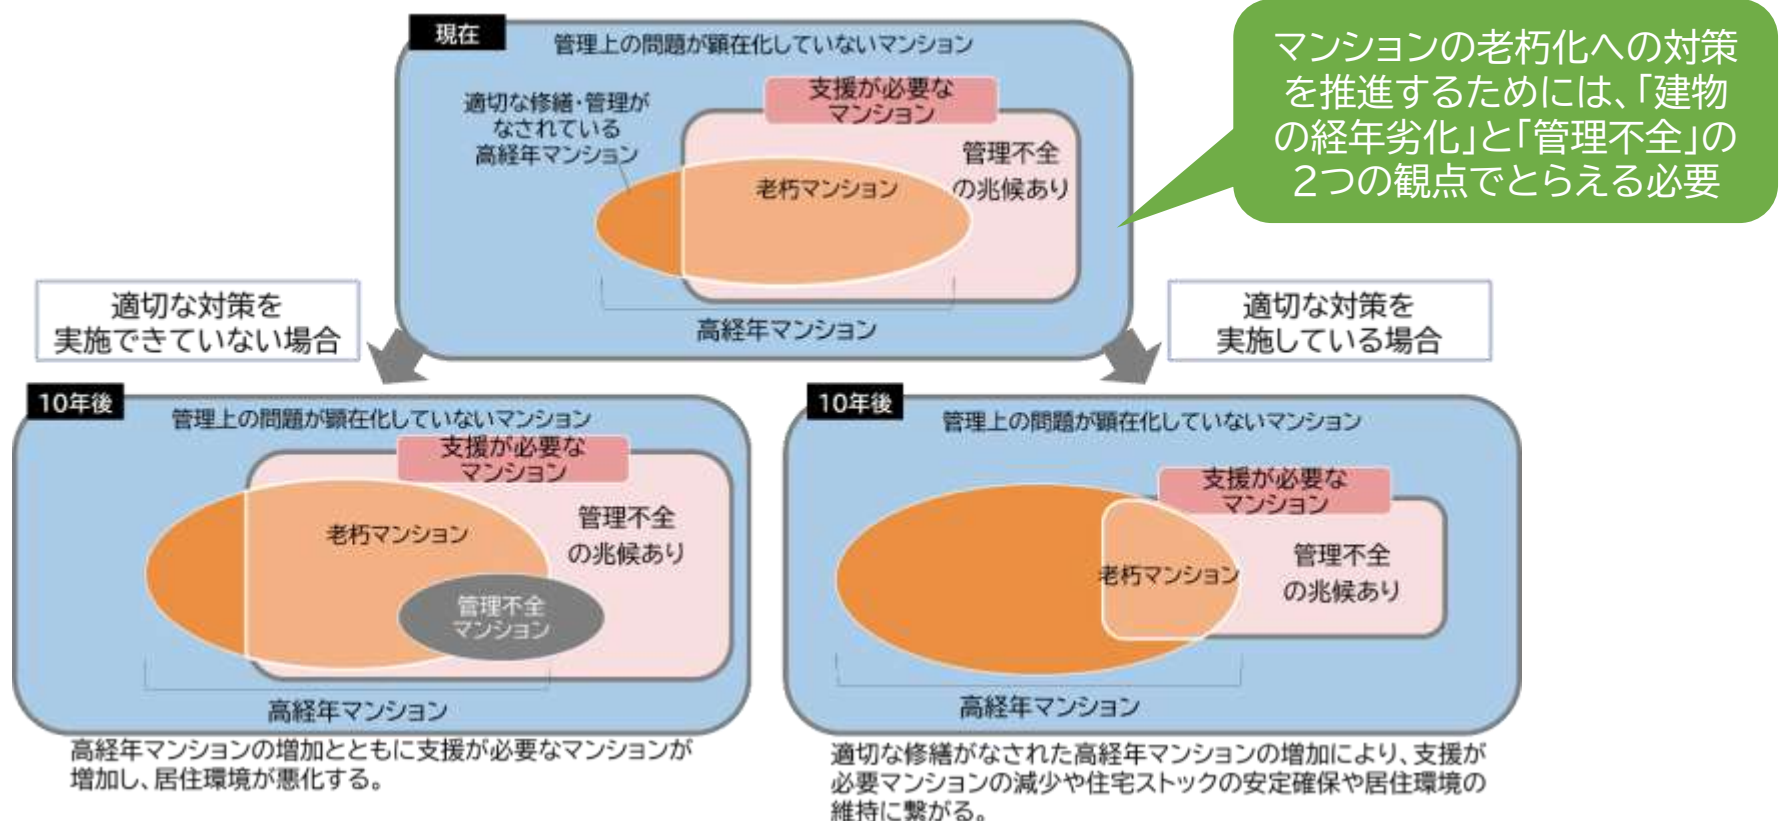 現在
管理上の問題が顕在化していないマンション
適切な修繕・管理が
なされている
高経年マンション
支援が必要な
マンション
管理不全
の兆候あり
老朽マンション
高経年マンション
マンションの老朽化への対策
を推進するためには、「建物
の経年劣化」と「管理不全」の
2つの観点でとらえる必要
適切な対策を
実施できていない場合
適切な対策を
実施している場合
10年後
管理上の問題が顕在化していないマンション
支援が必要な
マンション
老朽マンション
管理不全
の兆候あり
管理不全
マンション
高経年マンション
高経年マンションの増加とともに支援が必要なマンションが
増加し、居住環境が悪化する。
10年後
管理上の問題が顕在化していないマンション
支援が必要な
マンション
老朽マンション
管理不全
の兆候あり
高経年マンション
適切な修繕がなされた高経年マンションの増加により、支援が
必要マンションの減少や住宅ストックの安定確保や居住環境の
維持に繋がる。